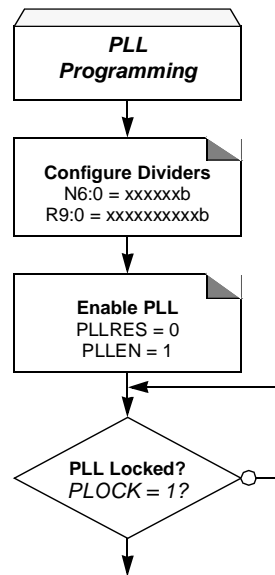 PLL
Programming
Configure Dividers
N6:0 = xxxxxxb
R9:0 = xxxxxxxxxxb
Enable PLL
PLLRES = 0
PLLEN = 1
PLL Locked?
PLOCK = 1?